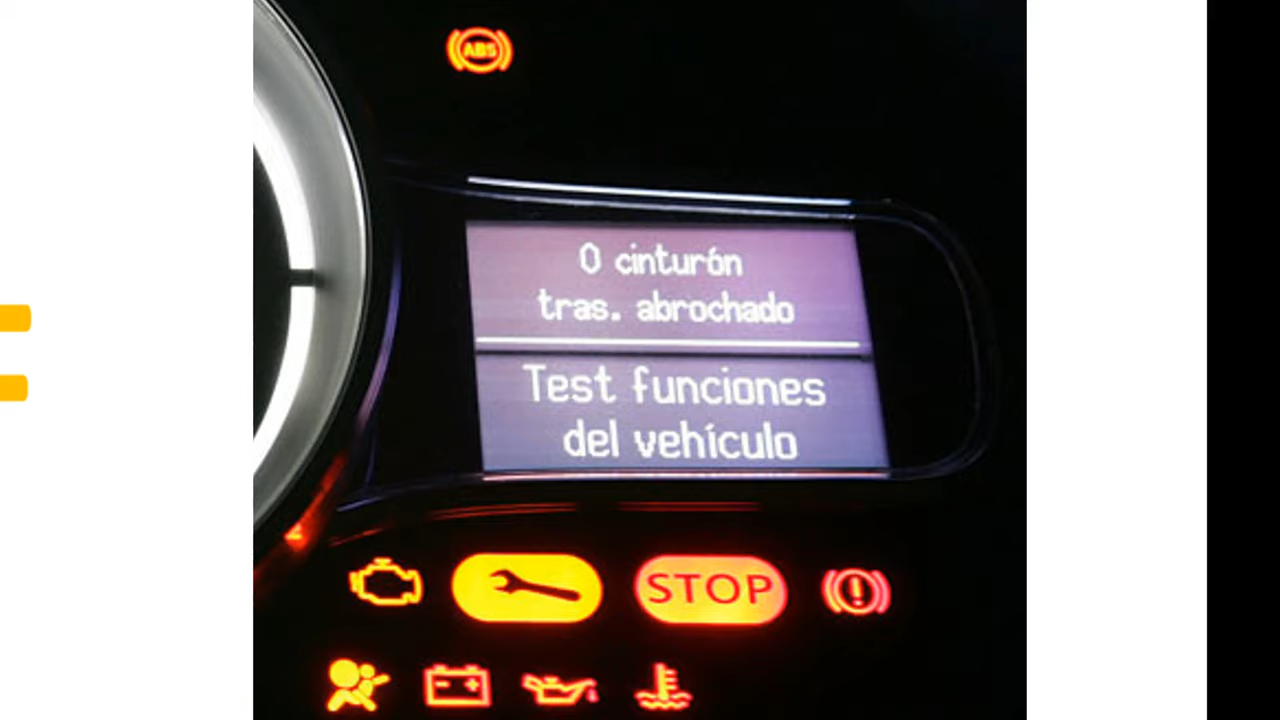 ABS
0 cinturón
tras. abrochado
Test funciones
del vehículo
STOP